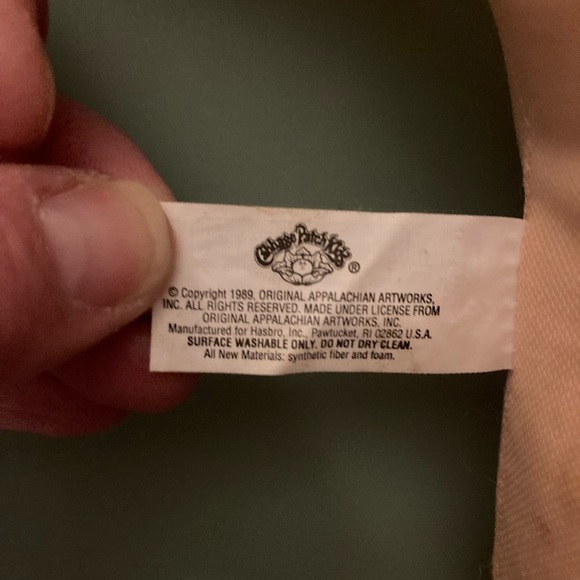 Cabbage Patch Kids ®
© Copyright 1989, ORIGINAL APPALACHIAN ARTWORKS,
INC. ALL RIGHTS RESERVED. MADE UNDER LICENSE FROM
ORIGINAL APPALACHIAN ARTWORKS, INC.
Manufactured for Hasbro, Inc., Pawtucket, RI 02862 U.S.A.
SURFACE WASHABLE ONLY. DO NOT DRY CLEAN.
All New Materials: synthetic fiber and foam.